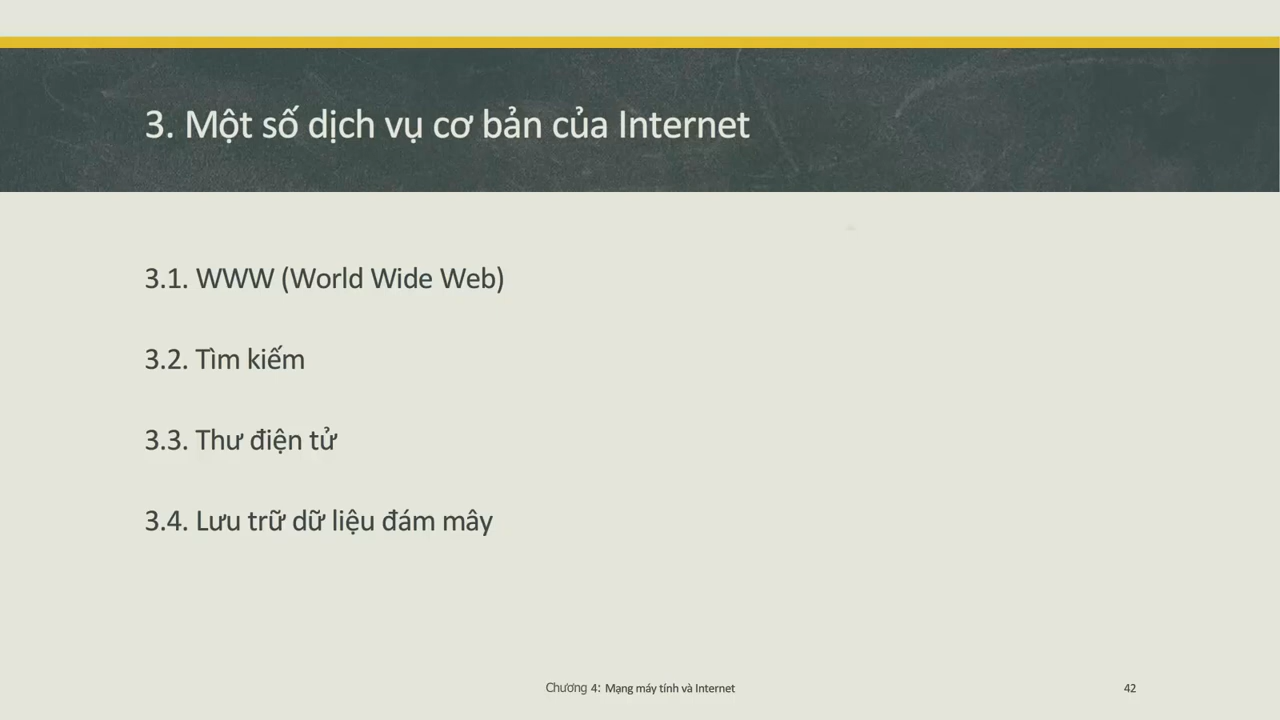 3. Một số dịch vụ cơ bản của Internet
3.1. WWW (World Wide Web)
3.2. Tìm kiếm
3.3. Thư điện tử
3.4. Lưu trữ dữ liệu đám mây
Chương 4: Mạng máy tính và Internet
42